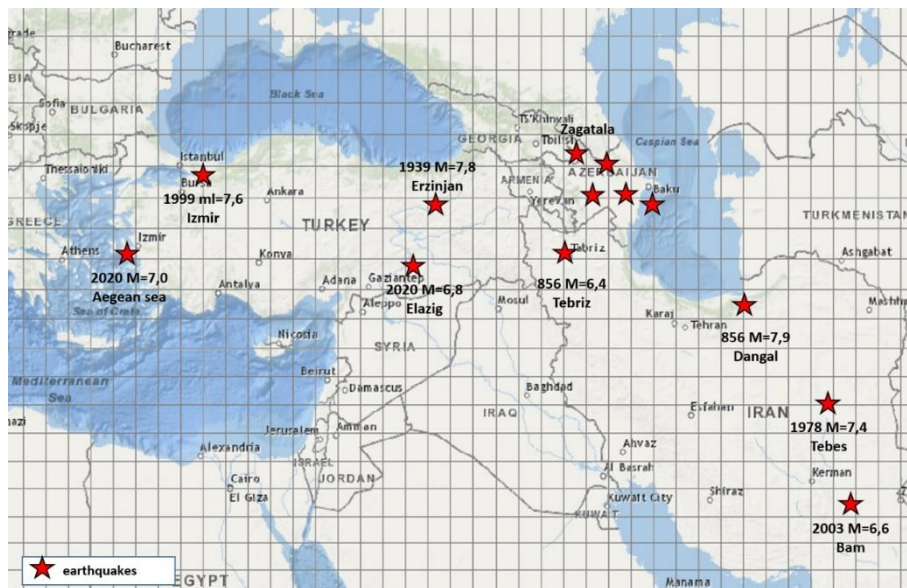 Bucharest
Sofia
BULGARIA
Skopje
Black Sea
Ts'Khinvali
Tbilisi
GEORGIA
Zagatala
Caspian Sea
Istanbul
Thessaloniki
Bursa
1999 ml=7,6
Izmir
Ankara
1939 M=7,8
Erzinjan
ARMENIA
Yerevan
AZERBAIJAN
Baku
TURKMENISTAN
GREECE
Athens
Izmir
TURKEY
Konya
2020 M=7,0
Aegean sea
Sea of Crete
Antalya
Adana
Gaziantep
2020 M=6,8
Elazig
Aleppo
Mosul
Tabriz
856 M=6,4
Tebriz
Ashgabat
Mashh
Karaj
Tehran
856 M=7,9
Dangal
Nicosia
SYRIA
Beirut
Damascus
Mediterranean
Sea
Baghdad
IRAQ
Esfahan
IRAN
1978 M=7,4
Tebes
Alexandria
Jerusalem
Amman
ISRAEL
JORDAN
Cairo
El Giza
Ahvaz
Al Basrah
Kuwait City
KUWAIT
Shiraz
Kerman
2003 M=6,6
Bam
Manama
EGYPT
earthquakes